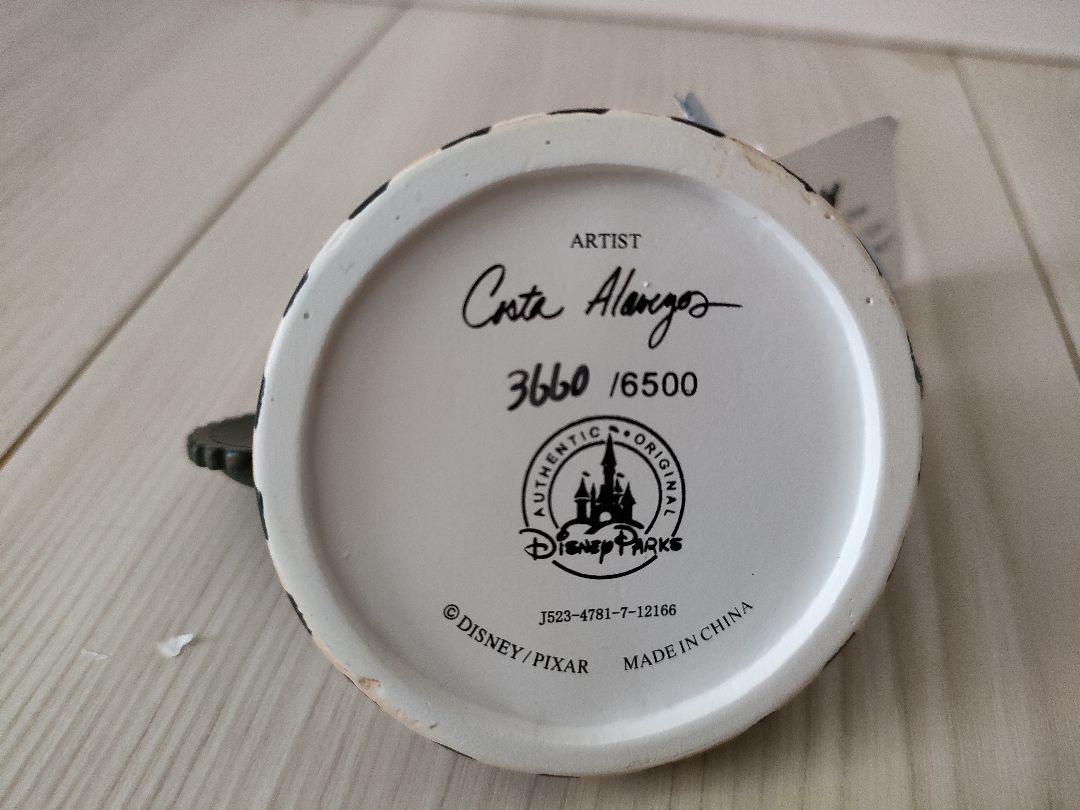 ARTIST
Costa Alavezos
3660 /6500
AUTHENTIC • ORIGINAL
Disney Parks
J523-4781-7-12166
©DISNEY/PIXAR MADE IN CHINA